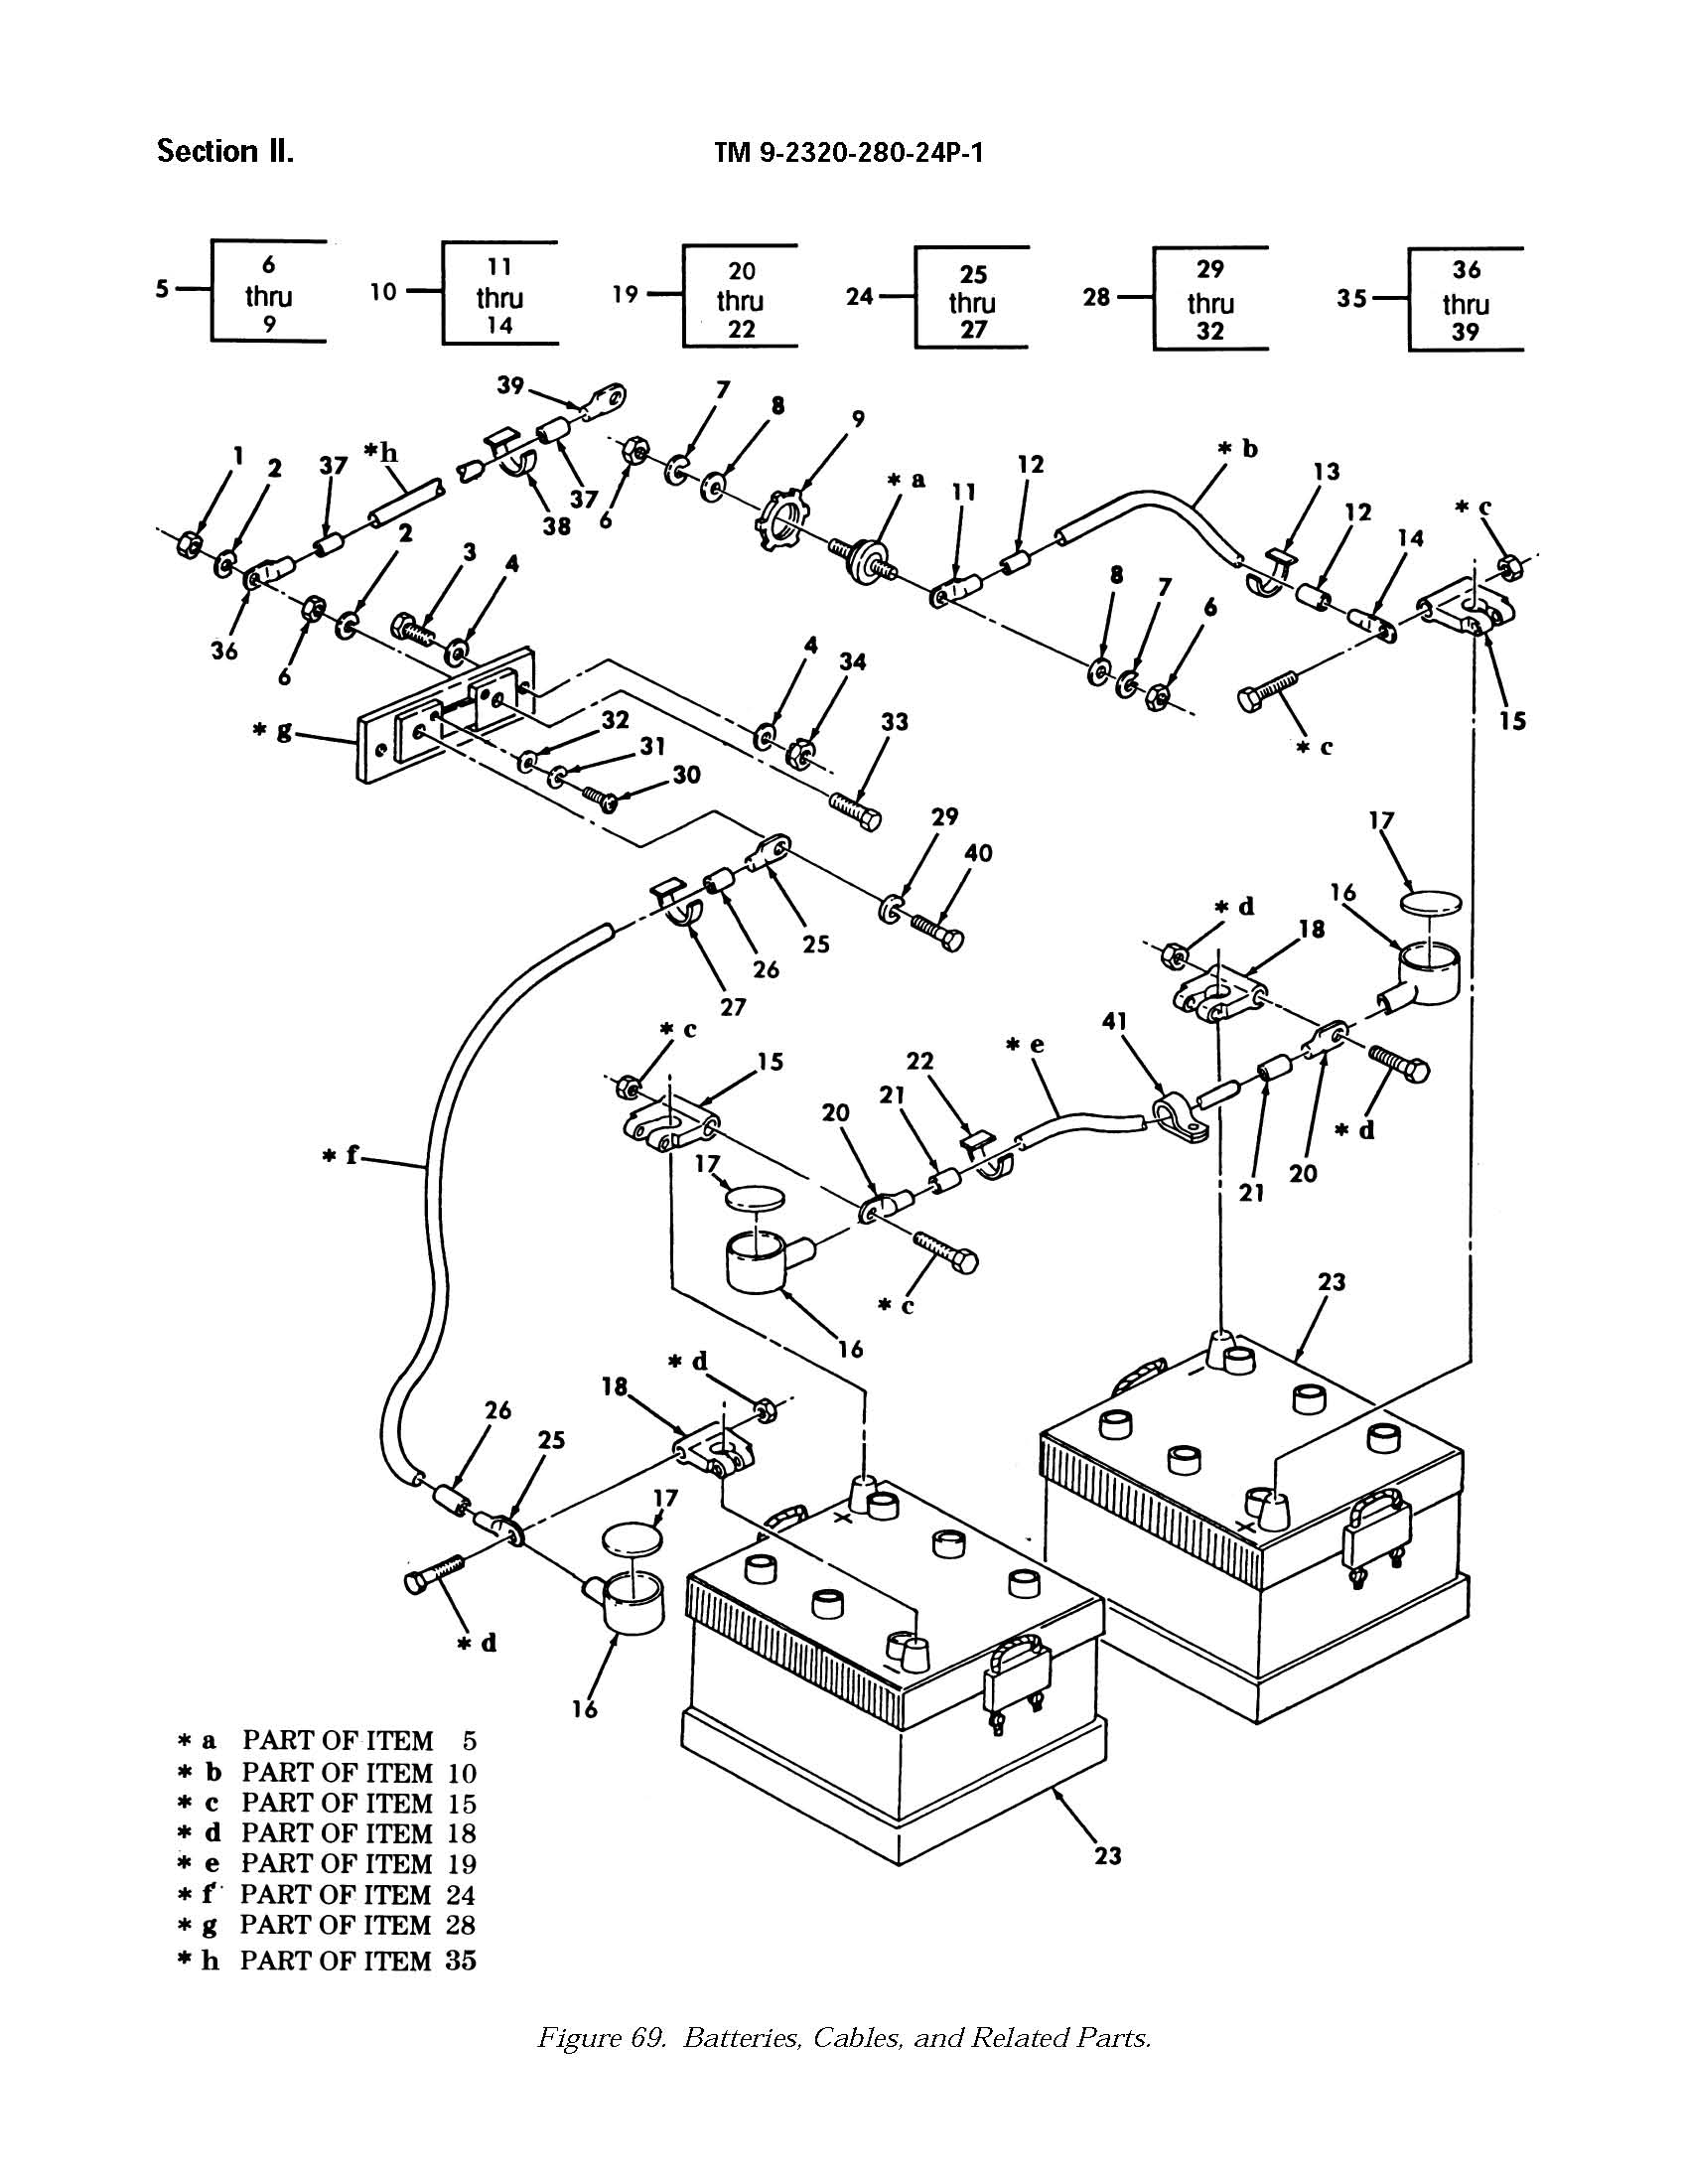 Section II.
TM 9-2320-280-24P-1
5
6
thru
9
10
11
thru
14
19
20
thru
22
24
25
thru
27
28
29
thru
32
35
36
thru
39
39
7
8
9
1
2
37
*h
37
38
6
* a
11
12
* b
13
12
* c
14
2
3
4
36
6
8
7
6
* c
15
4
34
33
* g
32
31
30
29
40
17
16
25
26
27
* d
18
* c
15
22
* e
41
21
20
* d
21
20
* f
17
20
21
* c
16
23
* d
18
26
25
17
* d
16
23
* a PART OF ITEM 5
* b PART OF ITEM 10
* c PART OF ITEM 15
* d PART OF ITEM 18
* e PART OF ITEM 19
* f PART OF ITEM 24
* g PART OF ITEM 28
* h PART OF ITEM 35
Figure 69. Batteries, Cables, and Related Parts.